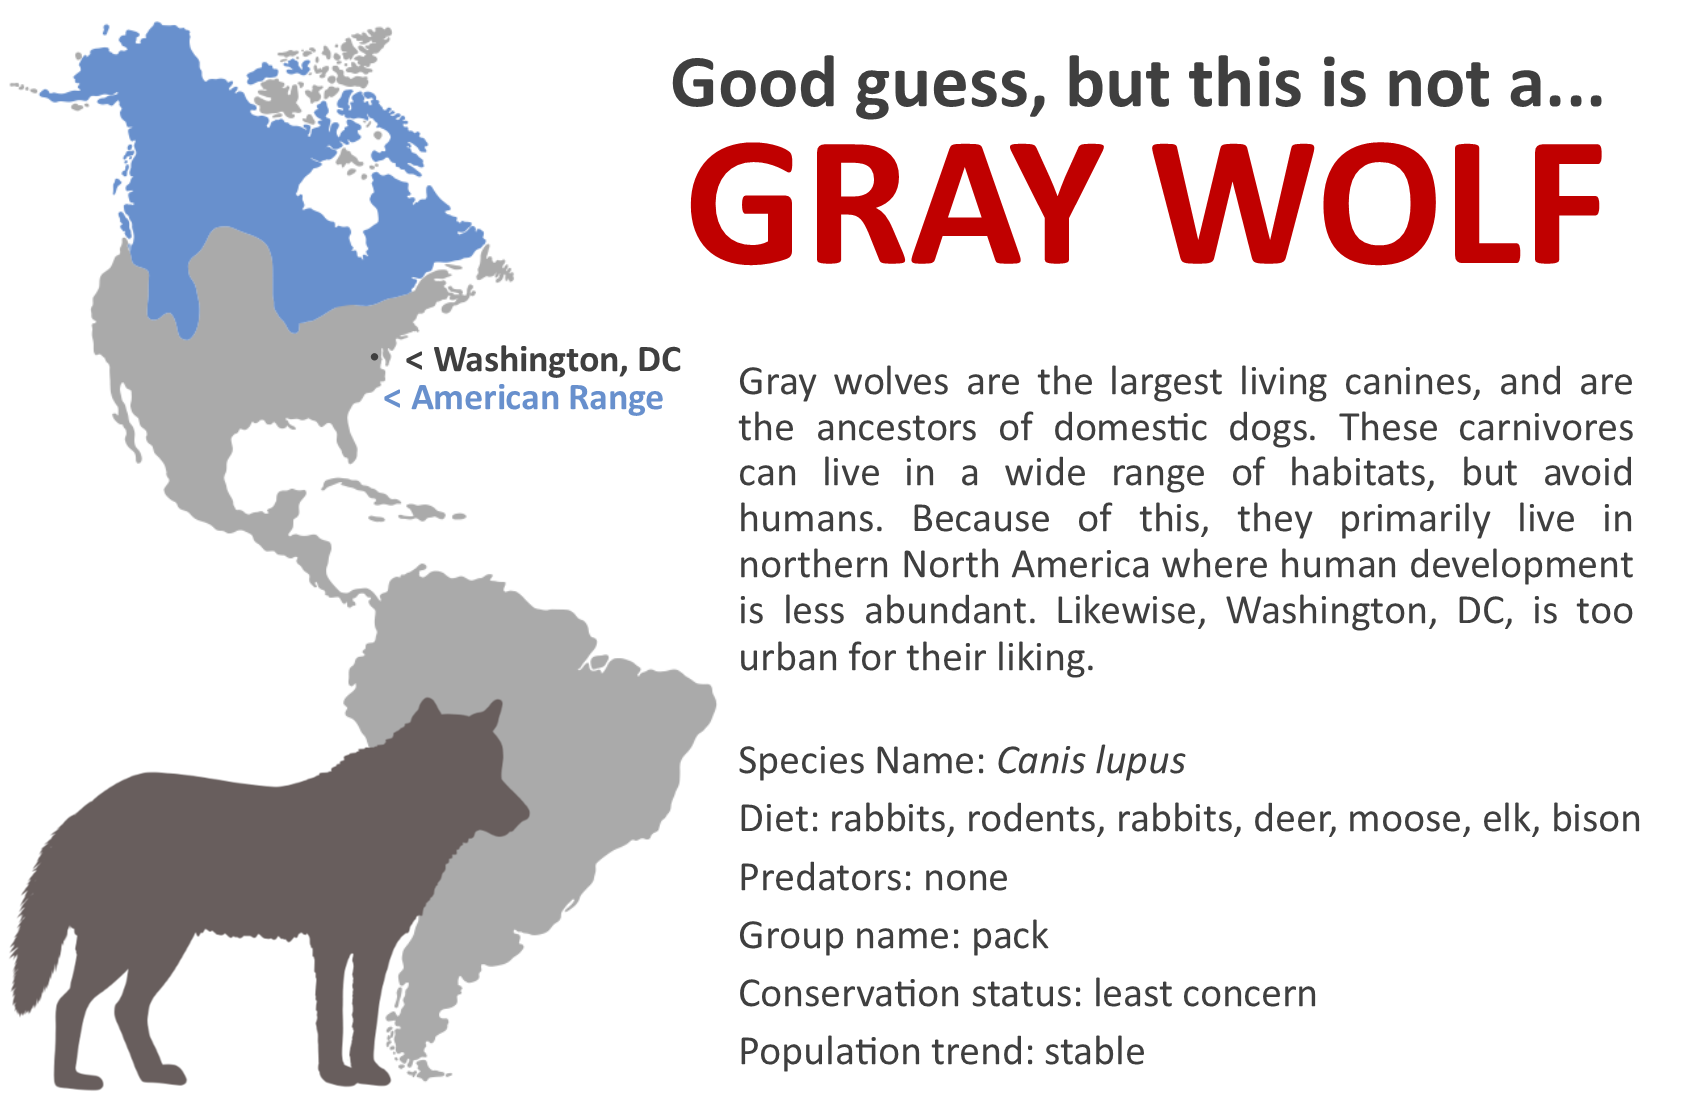 Good guess, but this is not a...
GRAY WOLF
< Washington, DC
< American Range
Gray wolves are the largest living canines, and are
the ancestors of domestic dogs. These carnivores
can live in a wide range of habitats, but avoid
humans. Because of this, they primarily live in
northern North America where human development
is less abundant. Likewise, Washington, DC, is too
urban for their liking.
Species Name: Canis lupus
Diet: rabbits, rodents, rabbits, deer, moose, elk, bison
Predators: none
Group name: pack
Conservation status: least concern
Population trend: stable